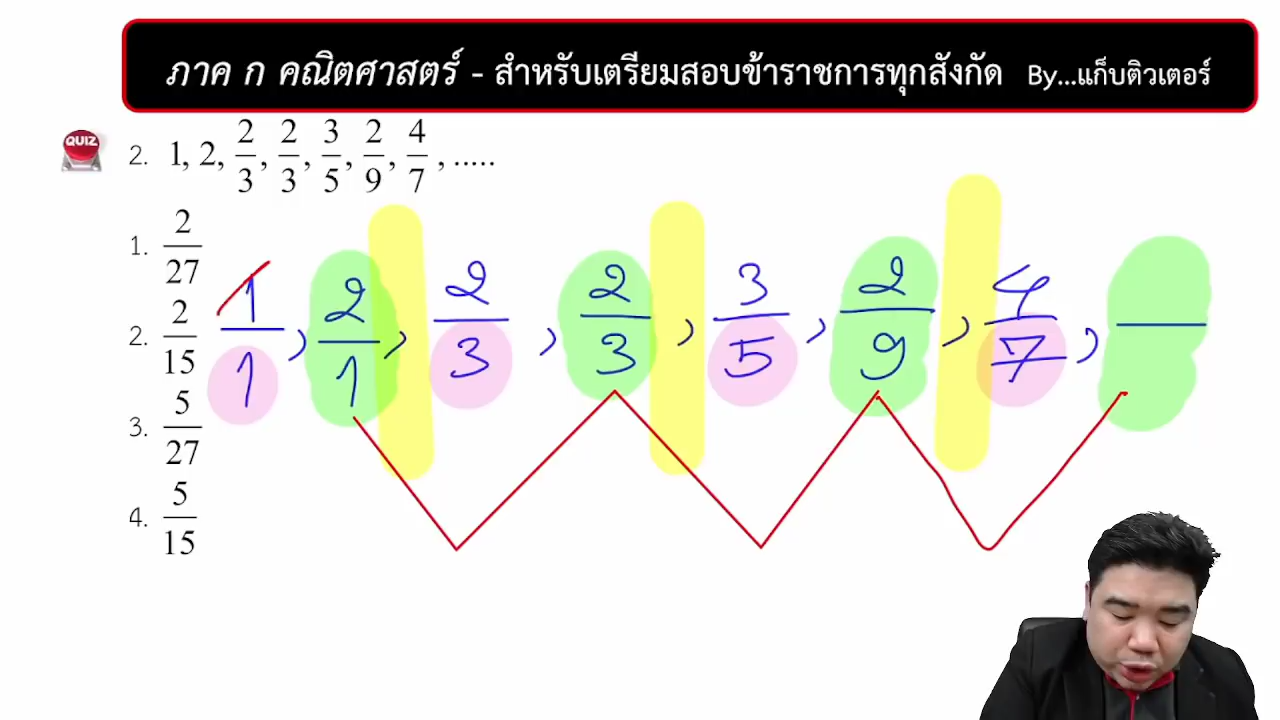 ภาค ก คณิตศาสตร์ - สำหรับเตรียมสอบข้าราชการทุกสังกัด By...แก็บติวเตอร์
QUIZ
2. 1, 2, 2/3, 2/3, 3/5, 2/9, 4/7, .....
1. 2/27
2. 2/15
3. 5/27
4. 5/15
1/1, 2/1, 2/3, 2/3, 3/5, 2/9, 4/7,